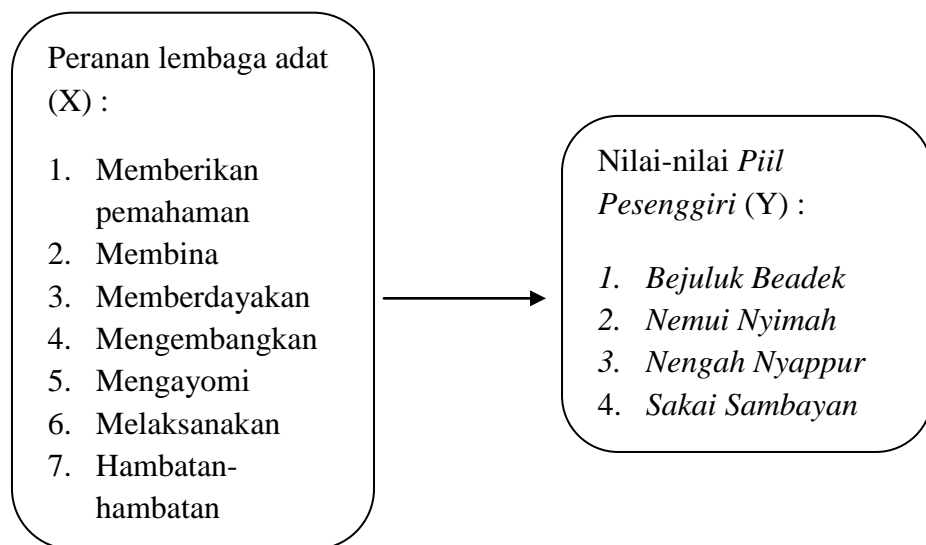 Peranan lembaga adat
(X) :
1. Memberikan
pemahaman
2. Membina
3. Memberdayakan
4. Mengembangkan
5. Mengayomi
6. Melaksanakan
7. Hambatan-
hambatan
Nilai-nilai Piil
Pesenggiri (Y) :
1. Bejuluk Beadek
2. Nemui Nyimah
3. Nengah Nyappur
4. Sakai Sambayan